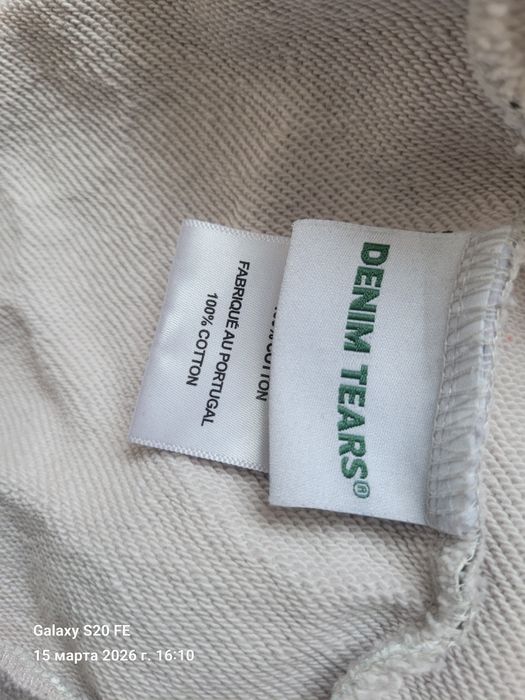 DENIM TEARS®
FABRIQUÉ AU PORTUGAL
100% COTTON
Galaxy S20 FE
15 марта 2026 г. 16:10